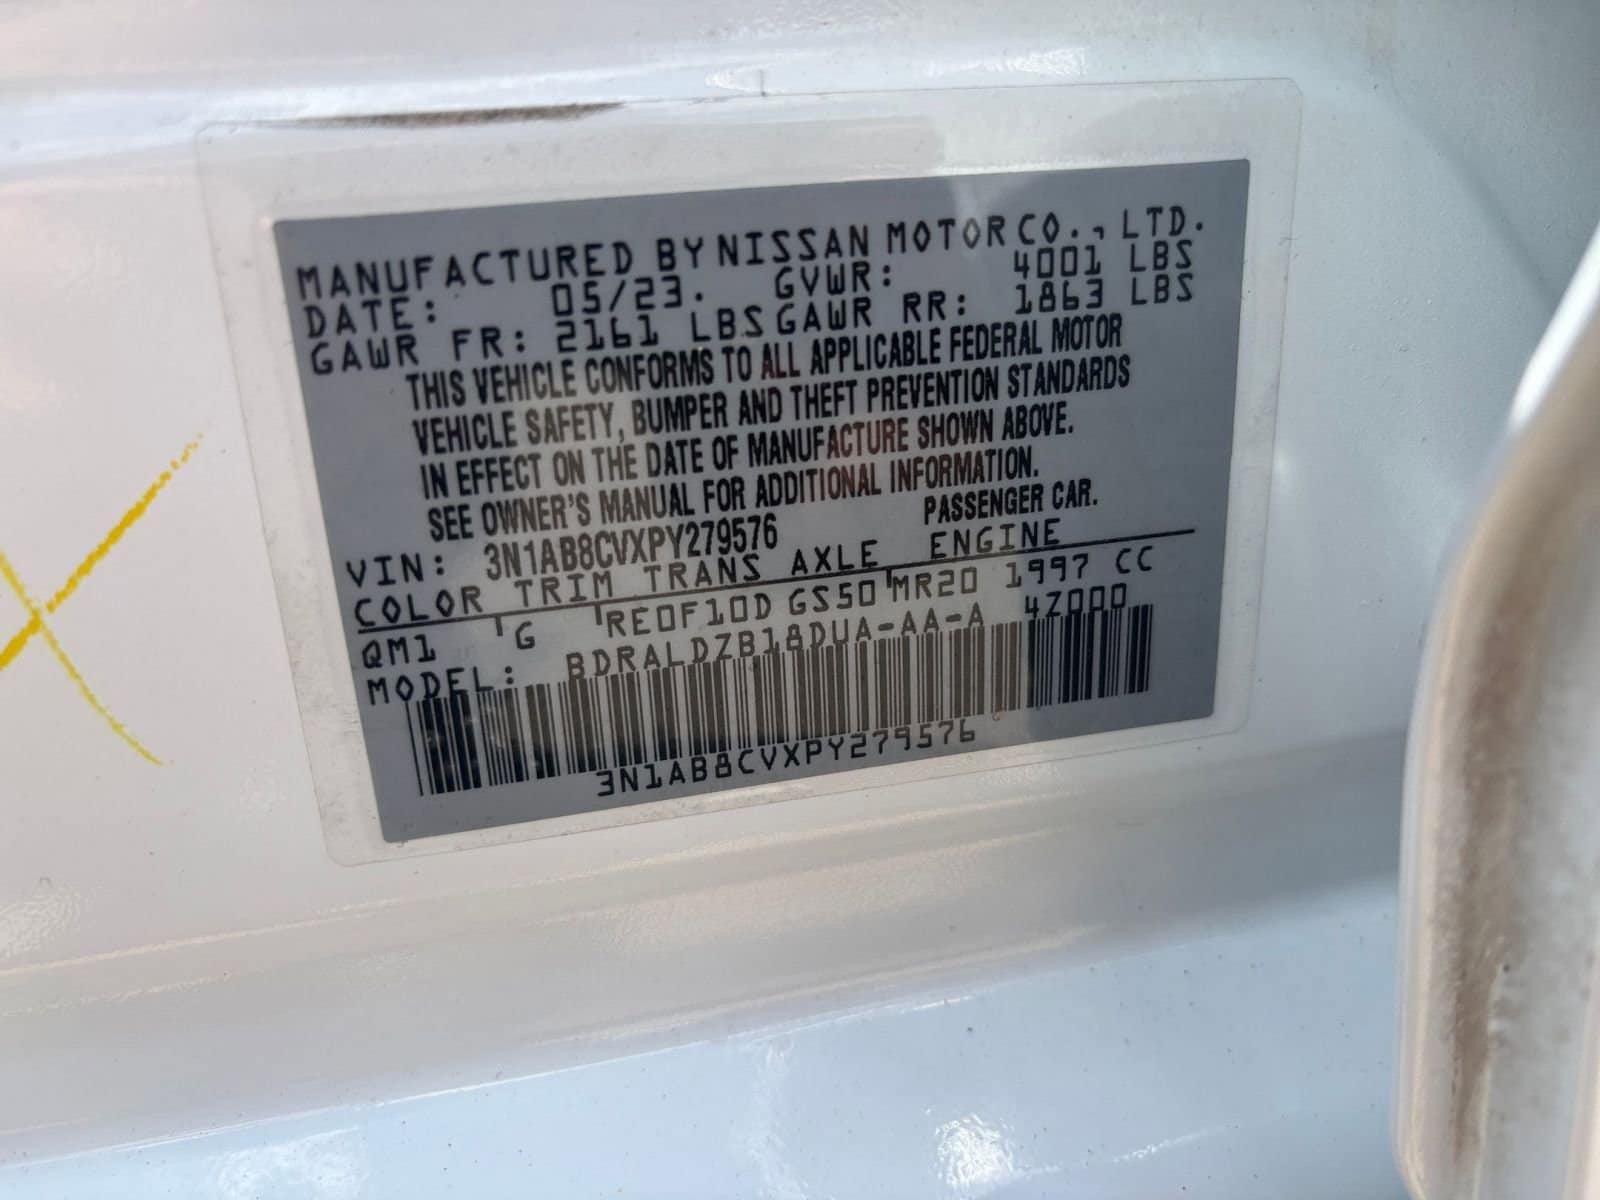 MANUFACTURED BY NISSAN MOTOR CO., LTD.
DATE: 05/23. GVWR: 4001 LBS
GAWR FR: 2161 LBS GAWR RR: 1863 LBS
THIS VEHICLE CONFORMS TO ALL APPLICABLE FEDERAL MOTOR
VEHICLE SAFETY, BUMPER AND THEFT PREVENTION STANDARDS
IN EFFECT ON THE DATE OF MANUFACTURE SHOWN ABOVE.
SEE OWNER'S MANUAL FOR ADDITIONAL INFORMATION.
VIN: 3N1AB8CVXPY279576 PASSENGER CAR.
COLOR TRIM TRANS AXLE ENGINE
QM1 G RE0F10D GS50 MR20 1997 CC
MODEL: BDRALDZB18DUA-AA-A 4Z000
3N1AB8CVXPY279576